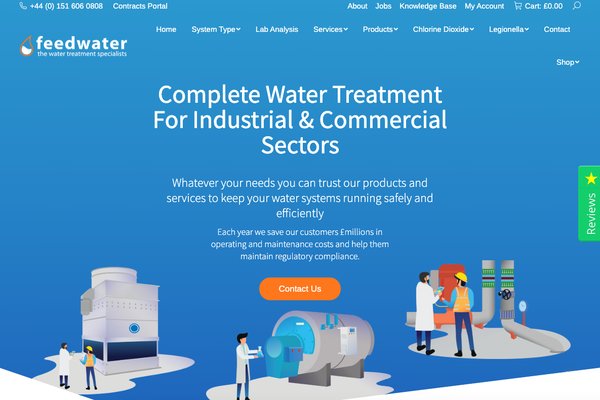 +44 (0) 151 606 0808 Contracts Portal About Jobs Knowledge Base My Account Cart: £0.00
Home System Type Lab Analysis Services Products Chlorine Dioxide Legionella Contact
feedwater
the water treatment specialists
Shop
Complete Water Treatment
For Industrial & Commercial
Sectors
Whatever your needs you can trust our products and
services to keep your water systems running safely and
efficiently
Each year we save our customers £millions in
operating and maintenance costs and help them
maintain regulatory compliance.
Contact Us
Reviews